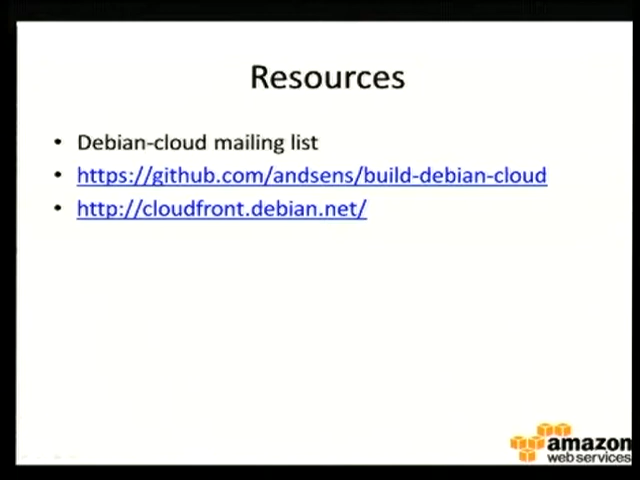 Resources
• Debian-cloud mailing list
• https://github.com/andsens/build-debian-cloud
• http://cloudfront.debian.net/
amazon
web services